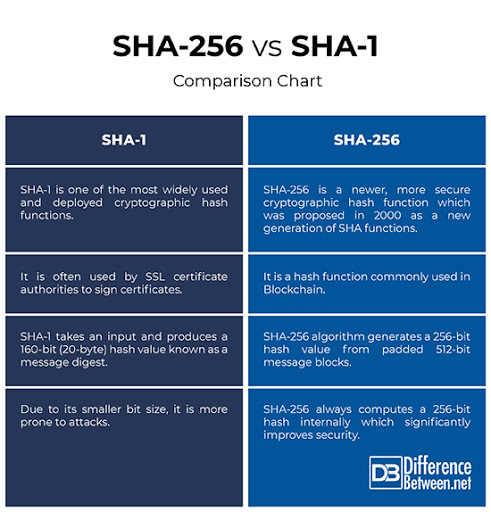 SHA-256 VS SHA-1
Comparison Chart
SHA-1
SHA-256
SHA-1 is one of the most widely used
and deployed cryptographic hash
functions.
SHA-256 is a newer, more secure
cryptographic hash function which
was proposed in 2000 as a new
generation of SHA functions.
It is often used by SSL certificate
authorities to sign certificates.
It is a hash function commonly used in
Blockchain.
SHA-1 takes an input and produces a
160-bit (20-byte) hash value known as a
message digest.
SHA-256 algorithm generates a 256-bit
hash value from padded 512-bit
message blocks.
Due to its smaller bit size, it is more
prone to attacks.
SHA-256 always computes a 256-bit
hash internally which significantly
improves security.
DB Difference
Between.net